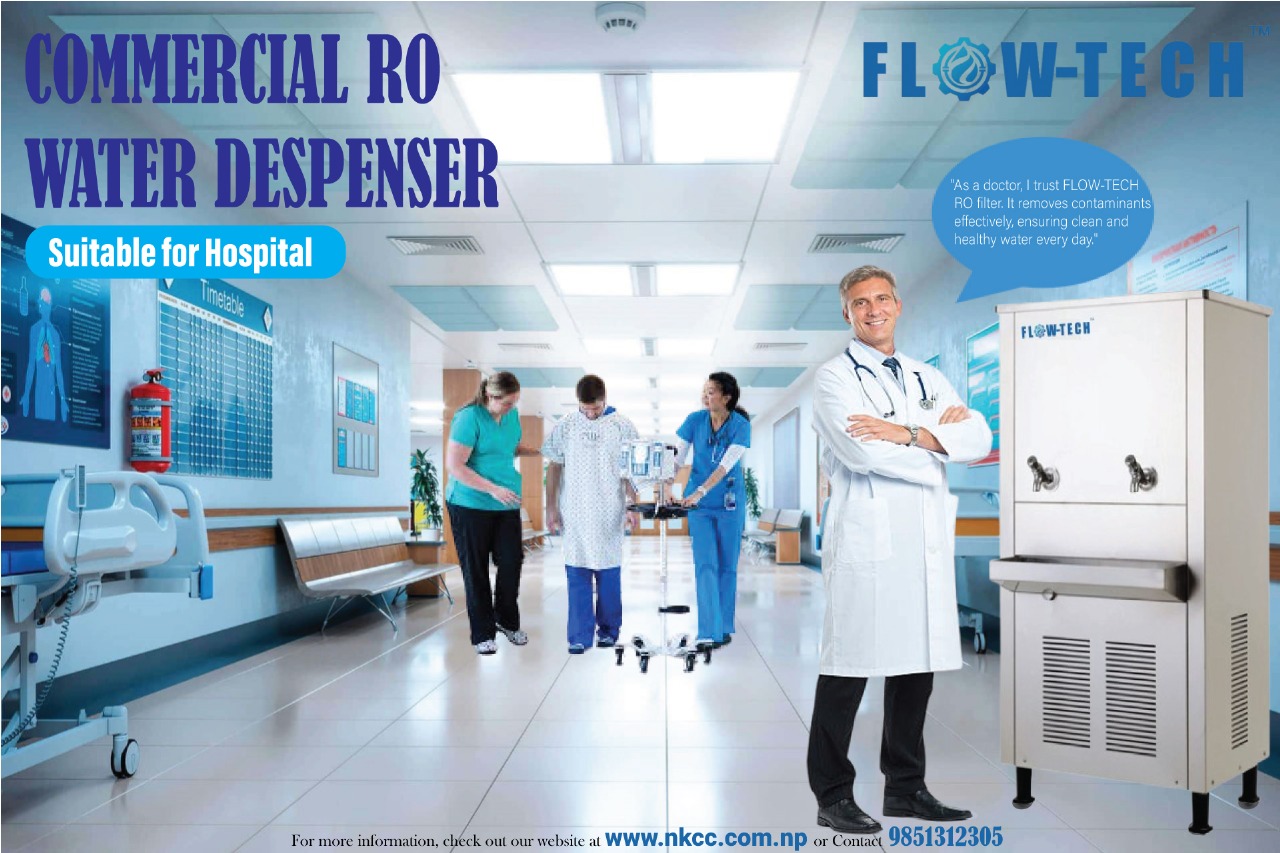 COMMERCIAL RO
WATER DESPENSER
Suitable for Hospital
FLOW-TECH™
"As a doctor, I trust FLOW-TECH
RO filter. It removes contaminants
effectively, ensuring clean and
healthy water every day."
Timetable
FLOW-TECH
For more information, check out our website at www.nkcc.com.np or Contact 9851312305